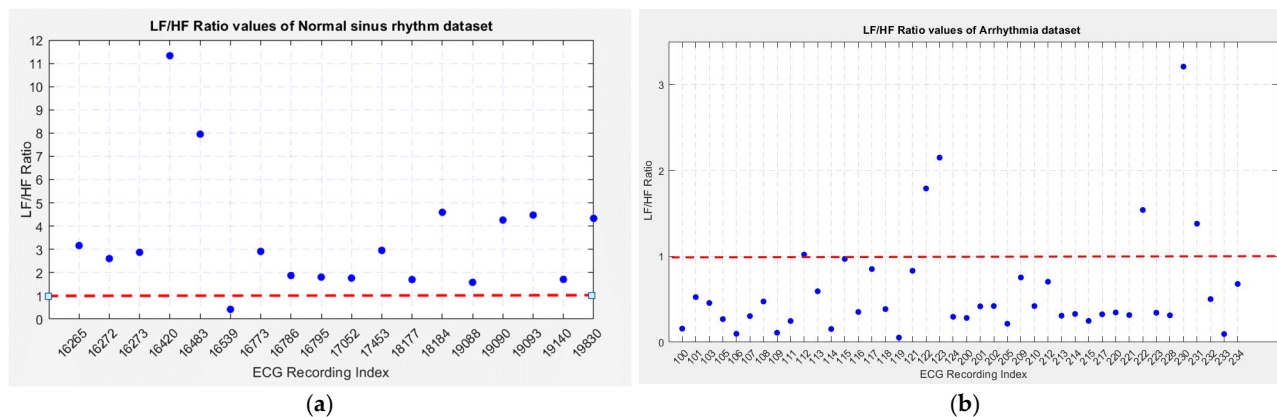 LF/HF Ratio values of Normal sinus rhythm dataset
LF/HF Ratio
12
11
10
9
8
7
6
5
4
3
2
1
0
16265 16272 16273 16420 16483 16539 16773 16786 16795 17052 17453 18177 18184 19088 19090 19093 19140 19830
ECG Recording Index
(a)
LF/HF Ratio values of Arrhythmia dataset
LF/HF Ratio
3
2
1
0
100 101 103 105 106 107 108 109 111 112 113 114 115 116 117 118 119 121 122 123 124 200 201 202 205 209 210 212 213 214 215 217 220 221 222 223 228 230 231 232 233 234
ECG Recording Index
(b)